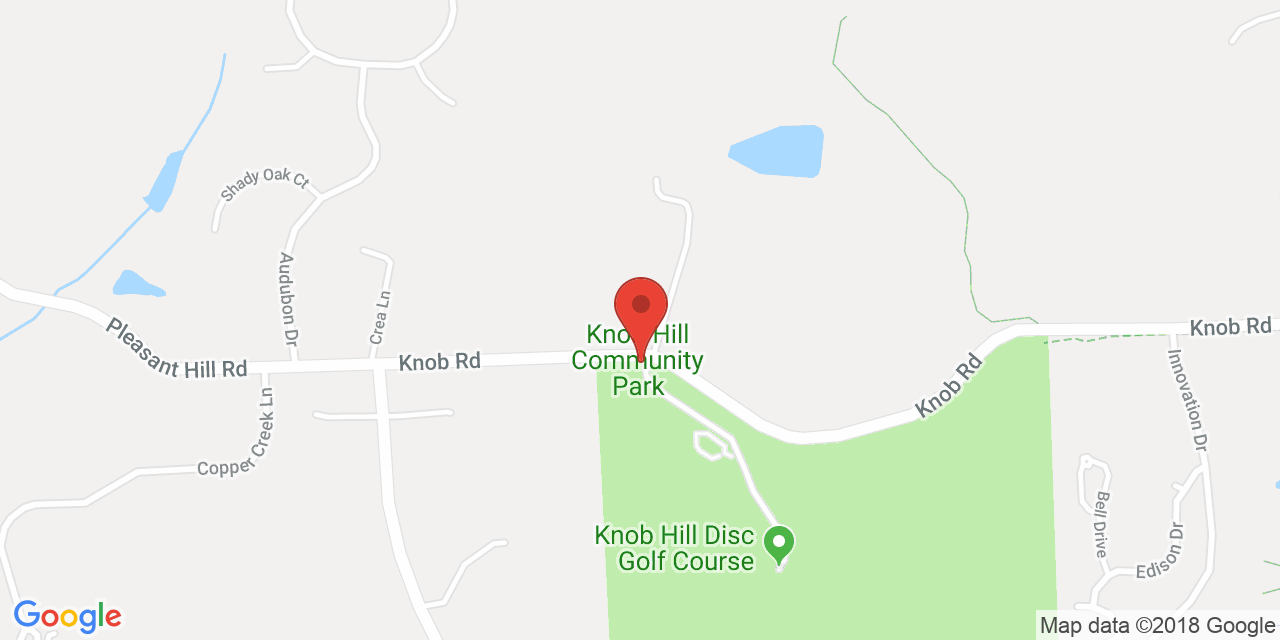 Shady Oak Ct
Audubon Dr
Crea Ln
Pleasant Hill Rd
Knob Rd
Knob Hill
Community
Park
Knob Rd
Knob Rd
Copper Creek Ln
Innovation Dr
Bell Drive
Edison Dr
Knob Hill Disc
Golf Course
Google
Map data ©2018 Google